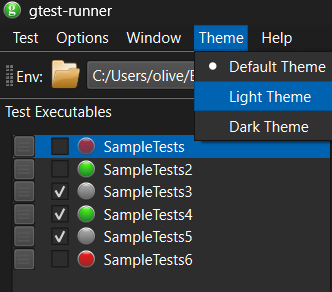 gtest-runner
Test Options Window Theme Help
Env: C:/Users/olive/
Default Theme
Light Theme
Dark Theme
Test Executables
SampleTests
SampleTests2
SampleTests3
SampleTests4
SampleTests5
SampleTests6